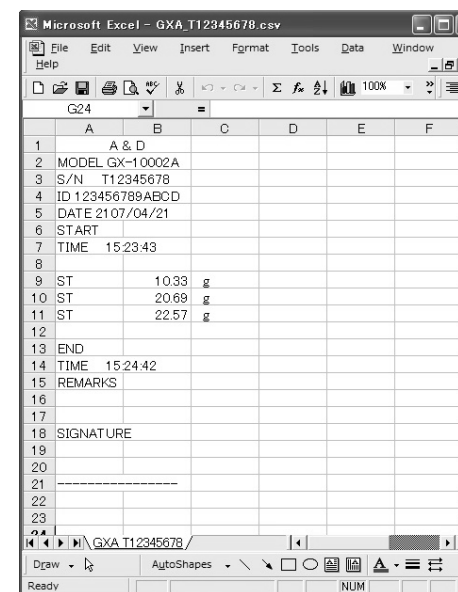 Microsoft Excel - GXA_T12345678.csv
File Edit View Insert Format Tools Data Window
Help
100%
G24 =
A B C D E F
1 A & D
2 MODEL GX-10002A
3 S/N T12345678
4 ID 123456789ABCD
5 DATE 2107/04/21
6 START
7 TIME 15:23:43
8
9 ST 10.33 g
10 ST 20.69 g
11 ST 22.57 g
12
13 END
14 TIME 15:24:42
15 REMARKS
16
17
18 SIGNATURE
19
20
21 ----------------
22
23
24
GXA T12345678
Draw AutoShapes
Ready NUM